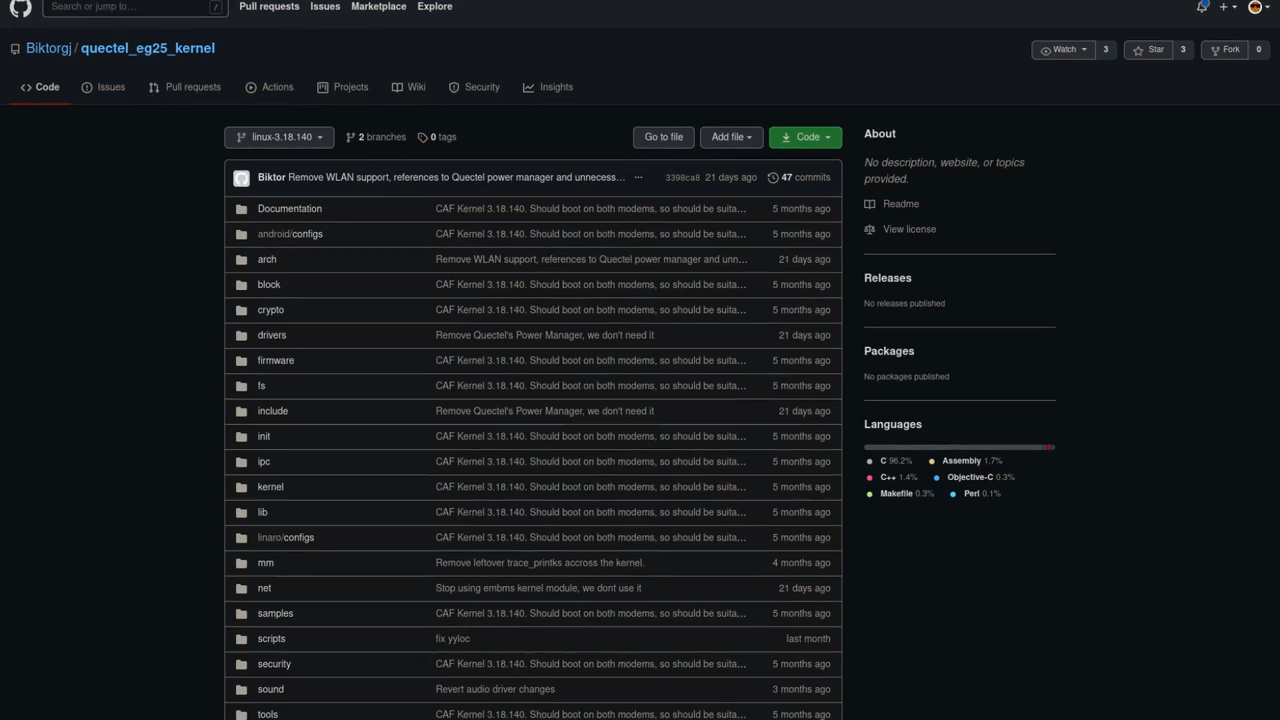 Search or jump to... /
Pull requests Issues Marketplace Explore
Biktorgj / quectel_eg25_kernel
Watch 3 Star 3 Fork 0
Code Issues Pull requests Actions Projects Wiki Security Insights
linux-3.18.140 2 branches 0 tags Go to file Add file Code
Biktor Remove WLAN support, references to Quectel power manager and unnecess… ... 3398ca8 21 days ago 47 commits
Documentation CAF Kernel 3.18.140. Should boot on both modems, so should be suita… 5 months ago
android/configs CAF Kernel 3.18.140. Should boot on both modems, so should be suita… 5 months ago
arch Remove WLAN support, references to Quectel power manager and unn… 21 days ago
block CAF Kernel 3.18.140. Should boot on both modems, so should be suita… 5 months ago
crypto CAF Kernel 3.18.140. Should boot on both modems, so should be suita… 5 months ago
drivers Remove Quectel's Power Manager, we don't need it 21 days ago
firmware CAF Kernel 3.18.140. Should boot on both modems, so should be suita… 5 months ago
fs CAF Kernel 3.18.140. Should boot on both modems, so should be suita… 5 months ago
include Remove Quectel's Power Manager, we don't need it 21 days ago
init CAF Kernel 3.18.140. Should boot on both modems, so should be suita… 5 months ago
ipc CAF Kernel 3.18.140. Should boot on both modems, so should be suita… 5 months ago
kernel CAF Kernel 3.18.140. Should boot on both modems, so should be suita… 5 months ago
lib CAF Kernel 3.18.140. Should boot on both modems, so should be suita… 5 months ago
linaro/configs CAF Kernel 3.18.140. Should boot on both modems, so should be suita… 5 months ago
mm Remove leftover trace_printks accross the kernel. 4 months ago
net Stop using embms kernel module, we dont use it 21 days ago
samples CAF Kernel 3.18.140. Should boot on both modems, so should be suita… 5 months ago
scripts fix yyloc last month
security CAF Kernel 3.18.140. Should boot on both modems, so should be suita… 5 months ago
sound Revert audio driver changes 3 months ago
tools CAF Kernel 3.18.140. Should boot on both modems, so should be suita… 5 months ago
About
No description, website, or topics
provided.
Readme
View license
Releases
No releases published
Packages
No packages published
Languages
C 96.2% Assembly 1.7%
C++ 1.4% Objective-C 0.3%
Makefile 0.3% Perl 0.1%